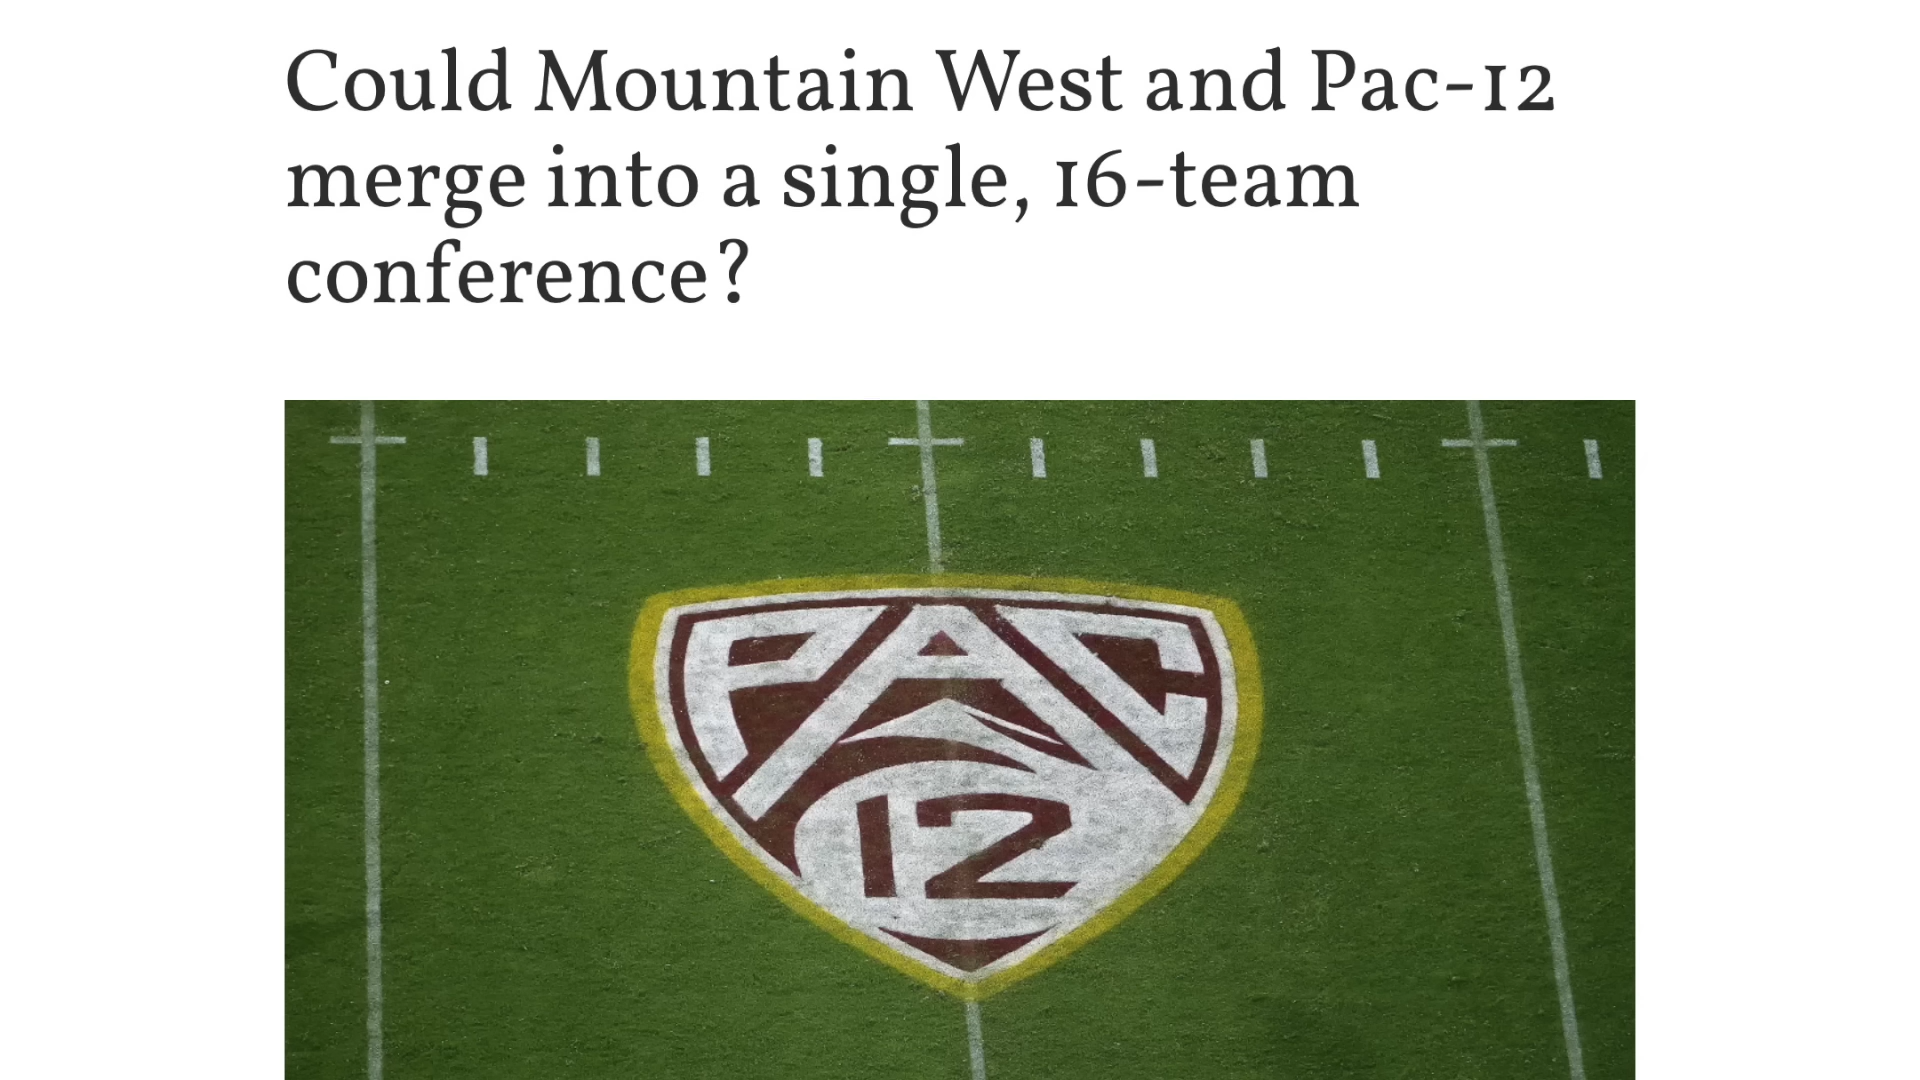 Could Mountain West and Pac-12
merge into a single, 16-team
conference?
PAC
12